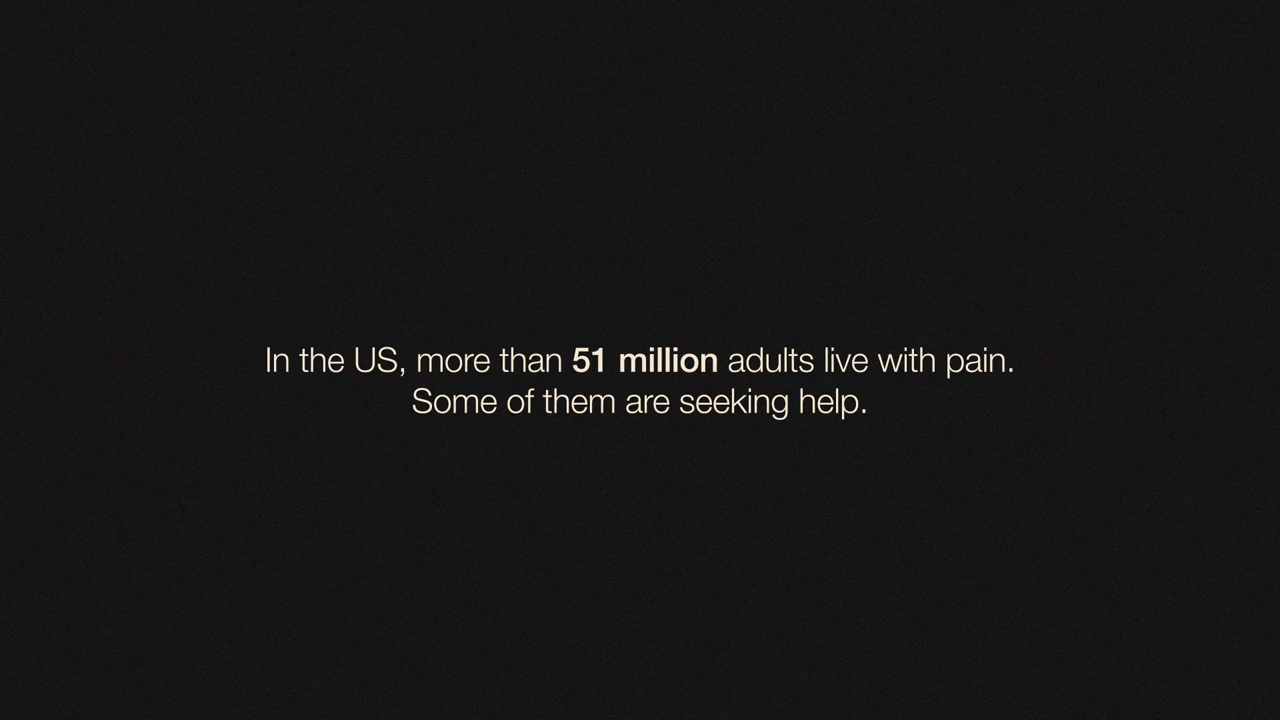 In the US, more than 51 million adults live with pain.
Some of them are seeking help.